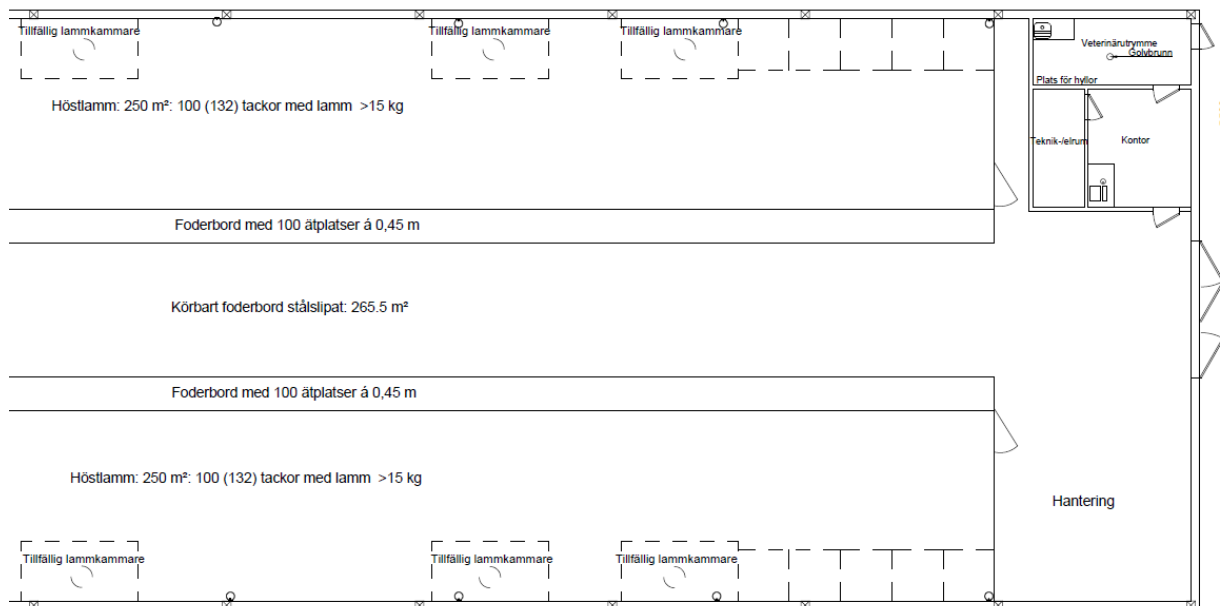 Tillfällig lammkammare
Tillfällig lammkammare
Tillfällig lammkammare
Veterinärutrymme
Golvbrunn
Plats för hyllor
Höstlamm: 250 m²: 100 (132) tackor med lamm >15 kg
Teknik-/elrum
Kontor
Foderbord med 100 ätplatser á 0,45 m
Körbart foderbord stålslipat: 265.5 m²
Foderbord med 100 ätplatser á 0,45 m
Höstlamm: 250 m²: 100 (132) tackor med lamm >15 kg
Hantering
Tillfällig lammkammare
Tillfällig lammkammare
Tillfällig lammkammare